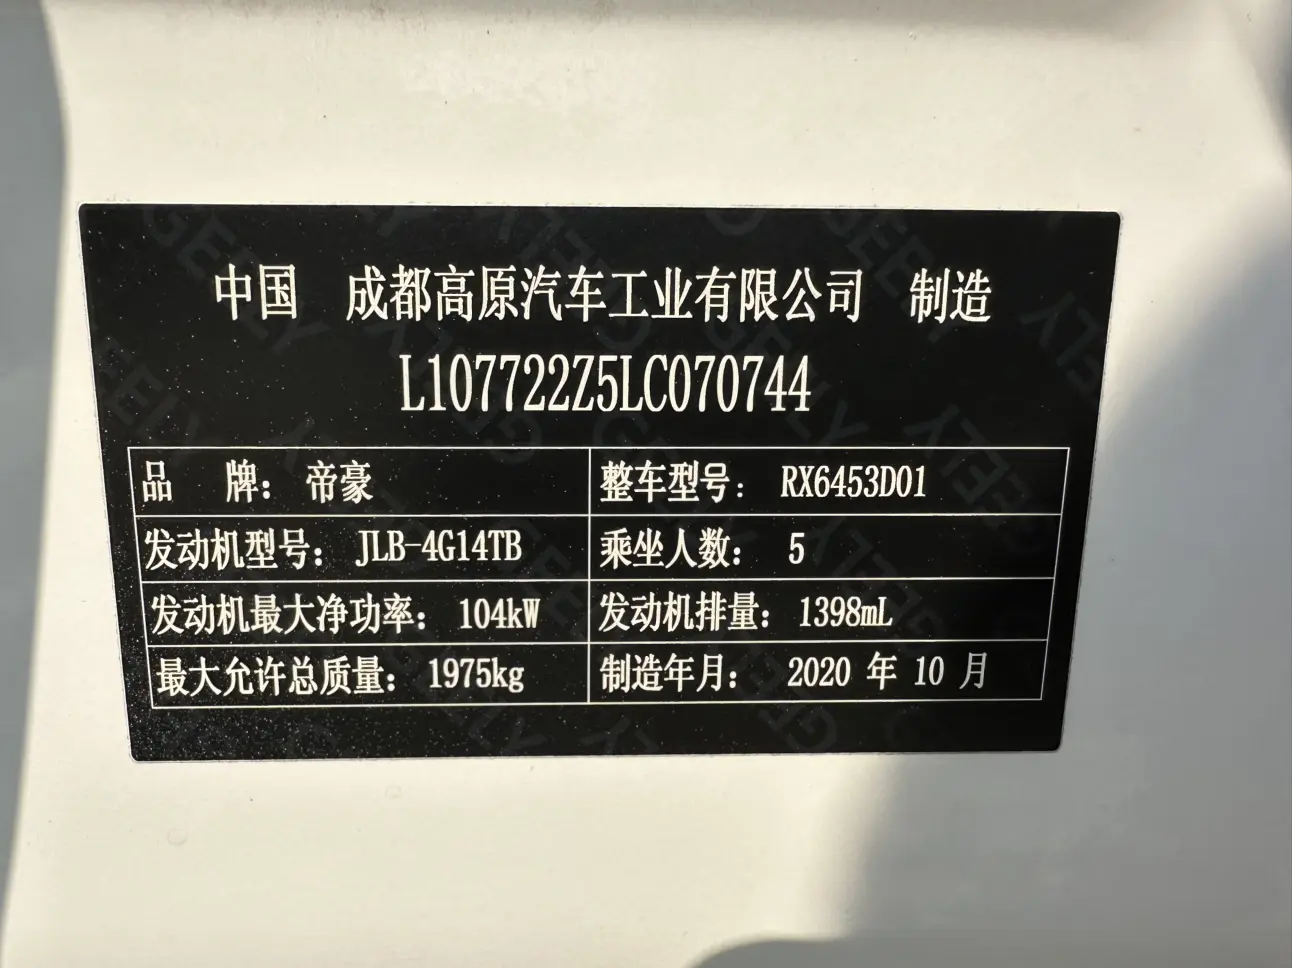 中国 成都高原汽车工业有限公司 制造
L107722Z5LC070744
品 牌: 帝豪 整车型号: RX6453D01
发动机型号: JLB-4G14TB 乘坐人数: 5
发动机最大净功率: 104kW 发动机排量: 1398mL
最大允许总质量: 1975kg 制造年月: 2020 年 10 月